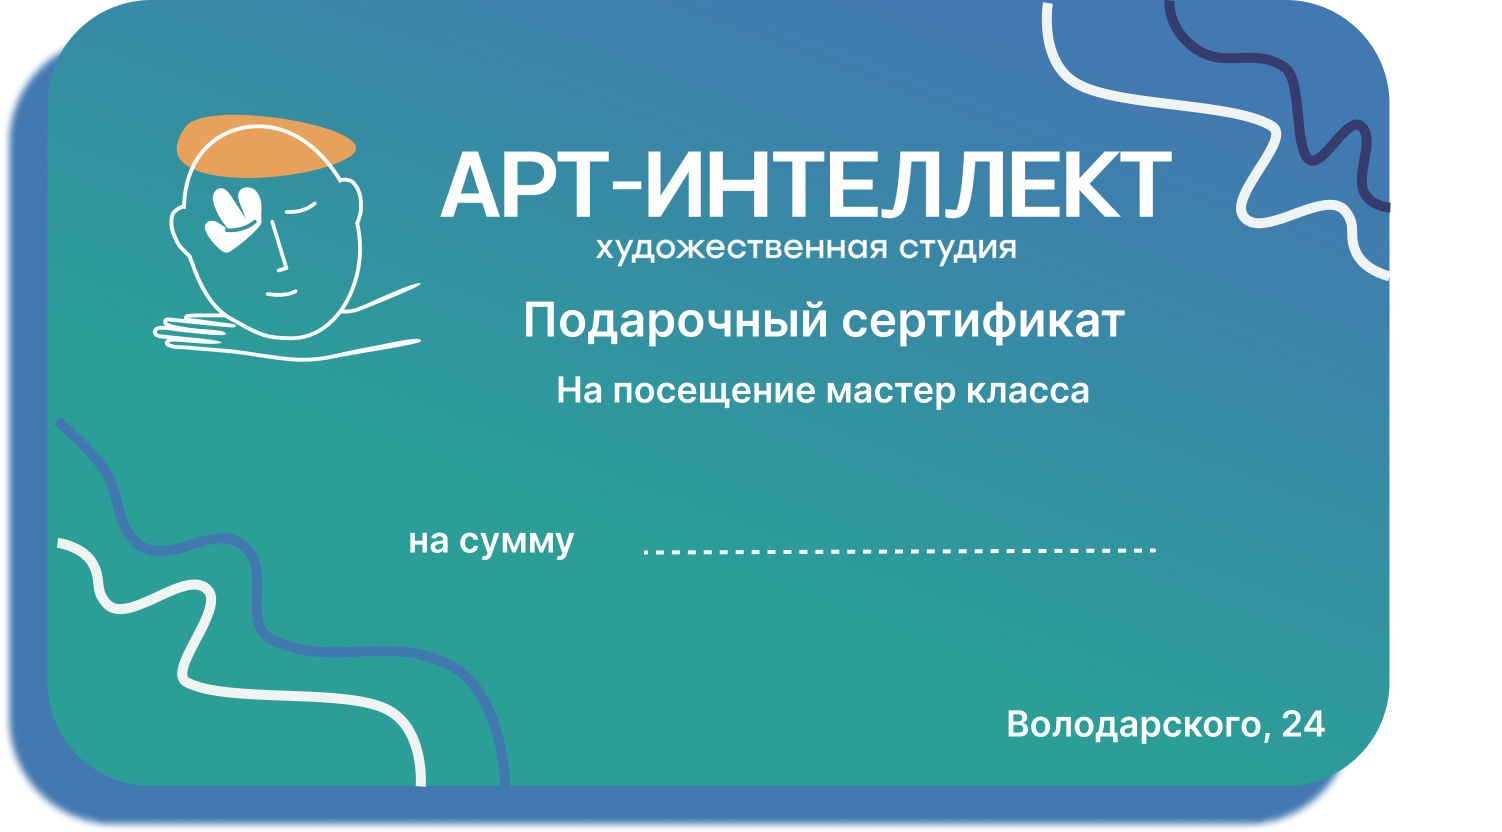 АРТ-ИНТЕЛЛЕКТ
художественная студия
Подарочный сертификат
На посещение мастер класса
на сумму
Володарского, 24